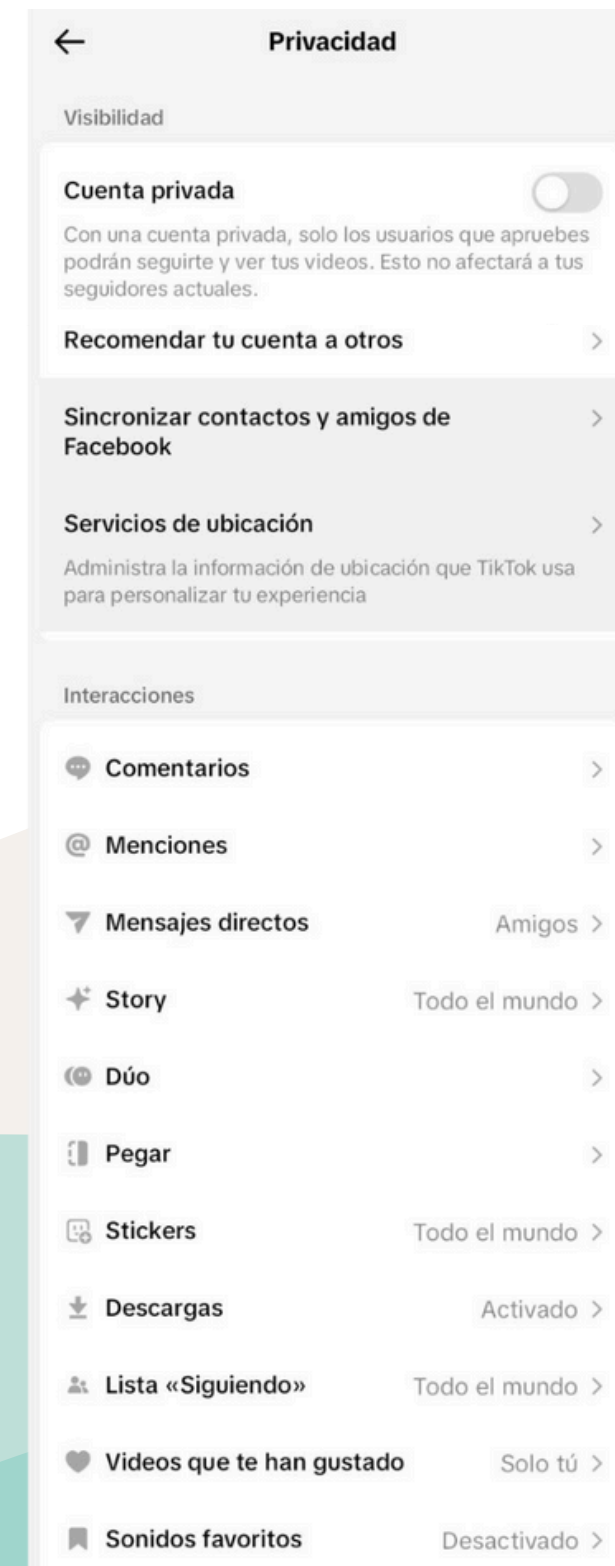 Privacidad
Visibilidad
Cuenta privada
Con una cuenta privada, solo los usuarios que apruebes
podrán seguirte y ver tus videos. Esto no afectará a tus
seguidores actuales.
Recomendar tu cuenta a otros
Sincronizar contactos y amigos de
Facebook
Servicios de ubicación
Administra la información de ubicación que TikTok usa
para personalizar tu experiencia
Interacciones
Comentarios
@ Menciones
Mensajes directos Amigos
Story Todo el mundo
Dúo
Pegar
Stickers Todo el mundo
Descargas Activado
Lista «Siguiendo» Todo el mundo
Videos que te han gustado Solo tú
Sonidos favoritos Desactivado